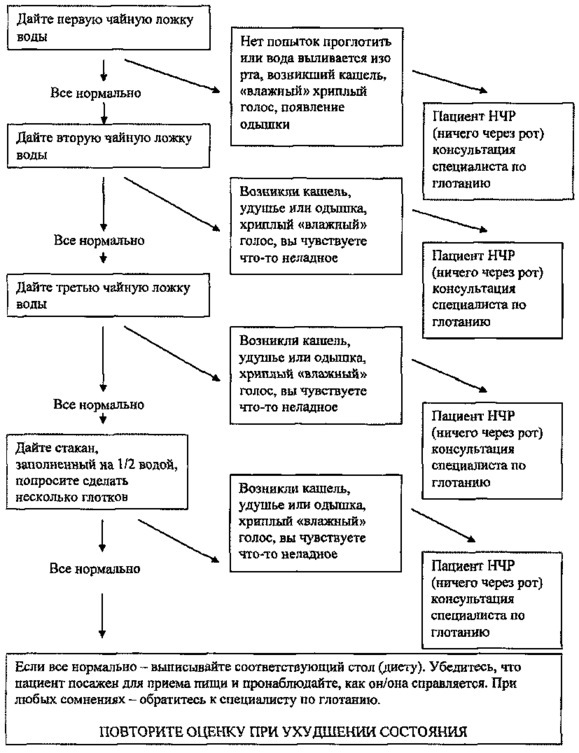 Дайте первую чайную ложку
воды
Нет попыток проглотить
или вода выливается изо
рта, возникший кашель,
«влажный» хриплый
голос, появление
одышки
Все нормально
Пациент НЧР
(ничего через рот)
консультация
специалиста по
глотанию
Дайте вторую чайную ложку
воды
Возникли кашель,
удушье или одышка,
хриплый «влажный»
голос, вы чувствуете
что-то неладное
Все нормально
Пациент НЧР
(ничего через рот)
консультация
специалиста по
глотанию
Дайте третью чайную ложку
воды
Возникли кашель,
удушье или одышка,
хриплый «влажный»
голос, вы чувствуете
что-то неладное
Все нормально
Пациент НЧР
(ничего через рот)
консультация
специалиста по
глотанию
Дайте стакан,
заполненный на 1/2 водой,
попросите сделать
несколько глотков
Возникли кашель,
удушье или одышка,
хриплый «влажный»
голос, вы чувствуете
что-то неладное
Все нормально
Пациент НЧР
(ничего через рот)
консультация
специалиста по
глотанию
Если все нормально – выписывайте соответствующий стол (диету). Убедитесь, что
пациент посажен для приема пищи и пронаблюдайте, как он/она справляется. При
любых сомнениях – обратитесь к специалисту по глотанию.
ПОВТОРИТЕ ОЦЕНКУ ПРИ УХУДШЕНИИ СОСТОЯНИЯ